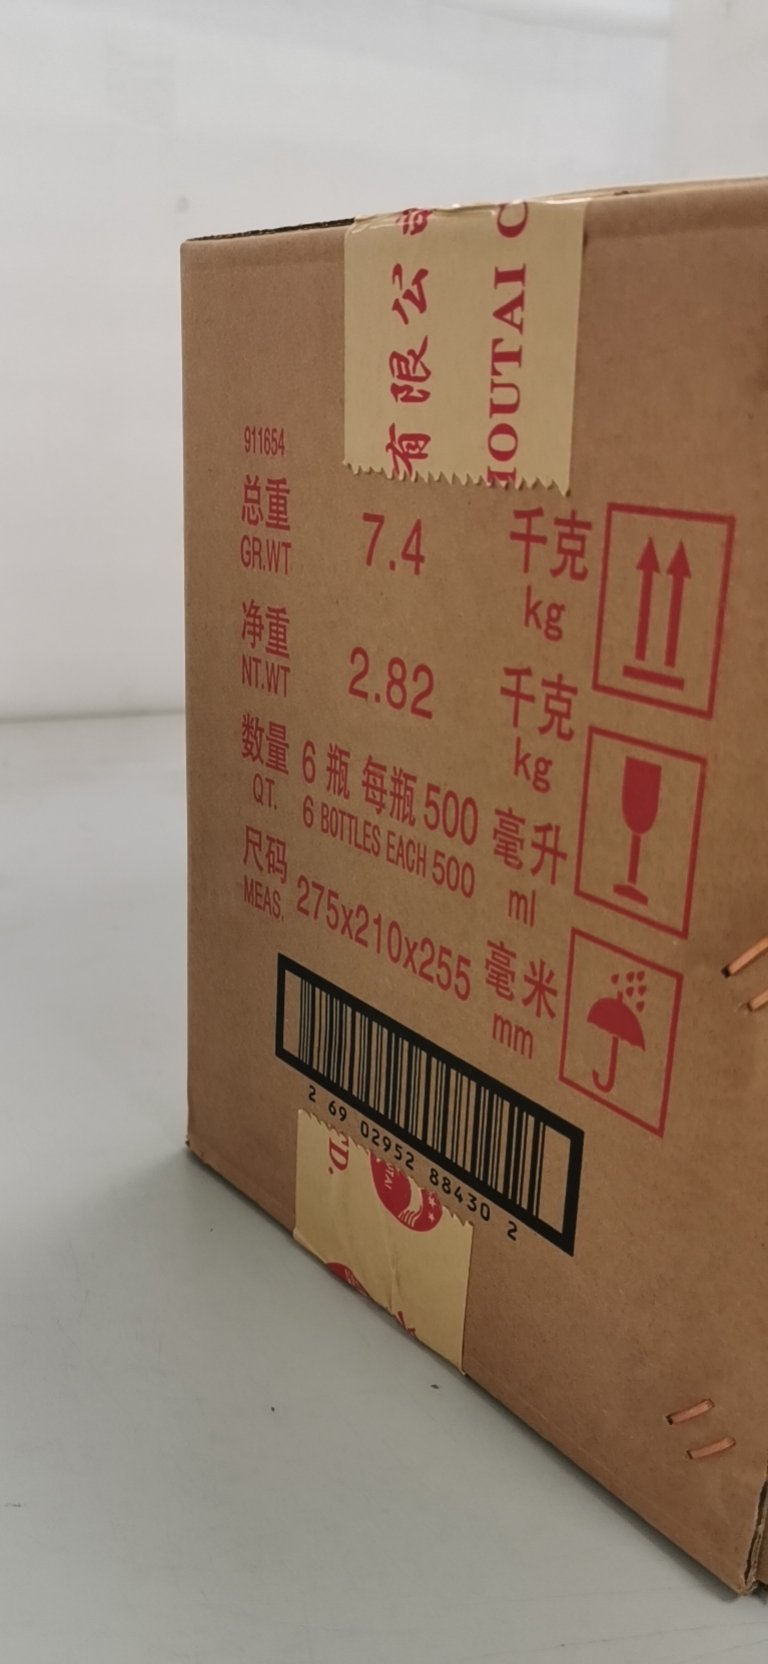 有限公司
MOUTAI C
911654
总重 7.4 千克
GR.WT kg
净重 2.82 千克
NT.WT kg
数量 6 瓶 每瓶 500 毫升
QT. 6 BOTTLES EACH 500 ml
尺码 275x210x255 毫米
MEAS. mm
2 69 02952 88430 2
D.